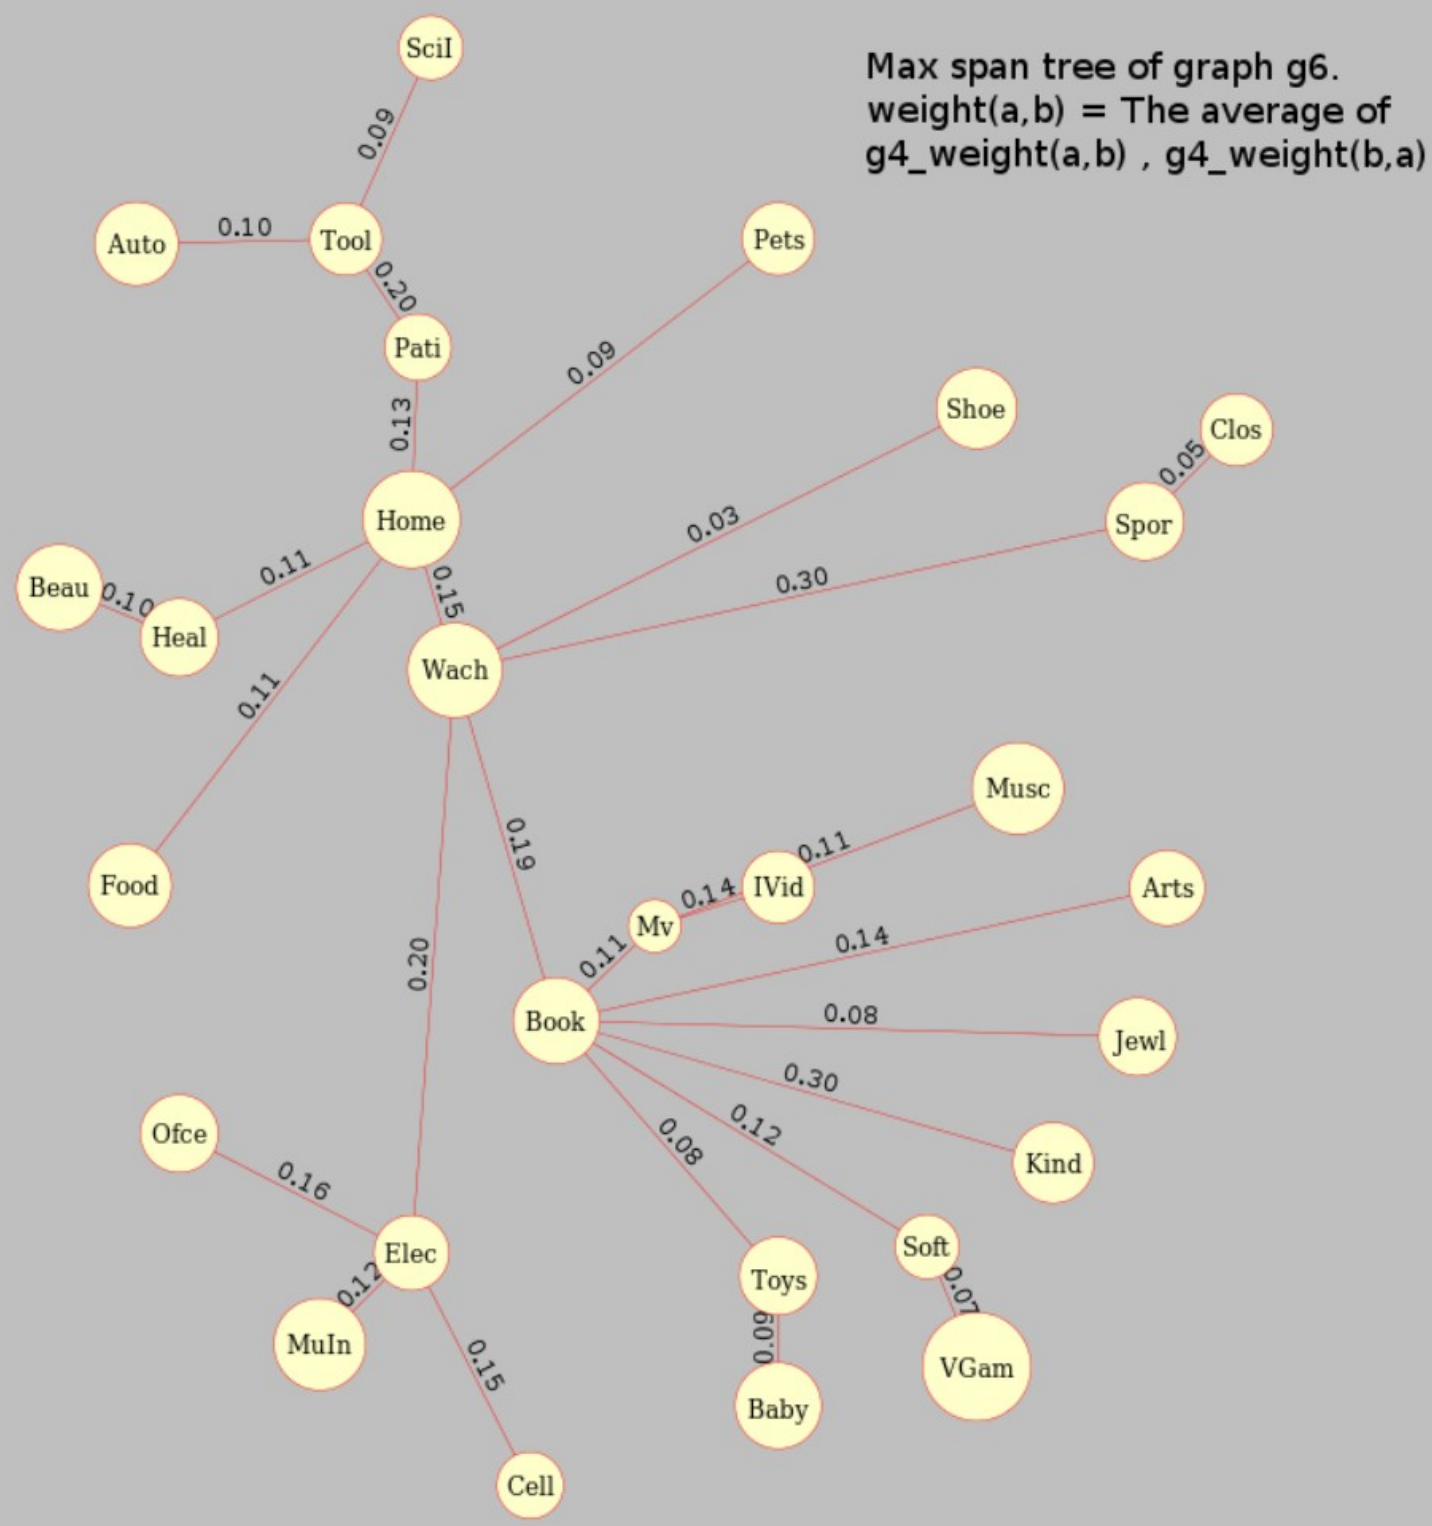 SciI
Max span tree of graph g6.
weight(a,b) = The average of
g4_weight(a,b) , g4_weight(b,a)
0.09
Auto
0.10
Tool
Pets
0.20
Pati
0.09
0.13
Shoe
Clos
0.05
Home
Spor
0.03
0.30
Beau
0.10
0.11
Heal
0.15
Wach
0.11
Musc
0.19
0.11
Food
0.14
IVid
Arts
Mv
0.11
0.14
0.20
Book
0.08
Jewl
0.30
Kind
0.12
0.08
Ofce
0.16
Elec
Soft
0.12
Toys
0.07
MuIn
0.15
0.09
VGam
Baby
Cell